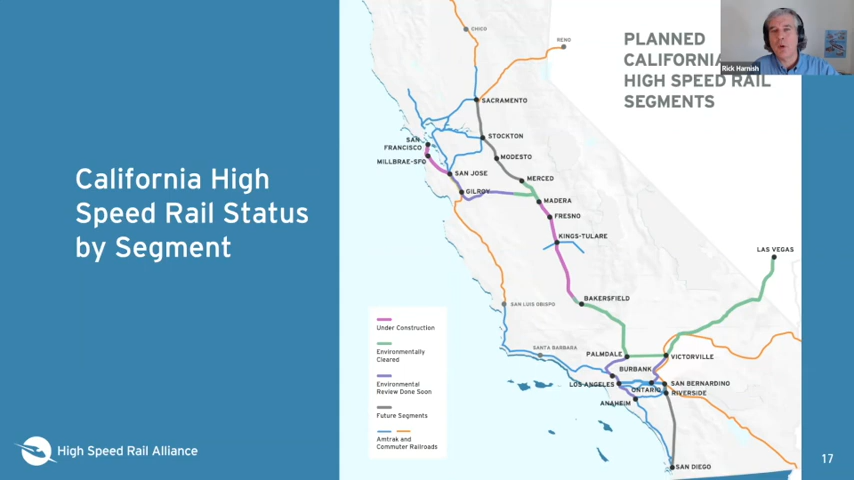 California High
Speed Rail Status
by Segment
High Speed Rail Alliance
PLANNED
CALIFORNIA
HIGH SPEED RAIL
SEGMENTS
Rick Harnish
CHICO
RENO
SACRAMENTO
STOCKTON
SAN
FRANCISCO
MODESTO
MILLBRAE-SFO
SAN JOSE
MERCED
GILROY
MADERA
FRESNO
KINGS-TULARE
LAS VEGAS
BAKERSFIELD
SAN LUIS OBISPO
SANTA BARBARA
PALMDALE
VICTORVILLE
BURBANK
LOS ANGELES
SAN BERNARDINO
ONTARIO
RIVERSIDE
ANAHEIM
SAN DIEGO
Under Construction
Environmentally
Cleared
Environmental
Review Done Soon
Future Segments
Amtrak and
Commuter Railroads
17